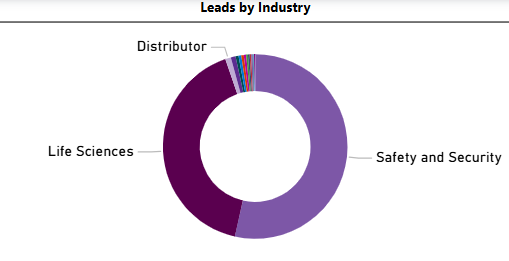 Leads by Industry
Distributor
Life Sciences
Safety and Security